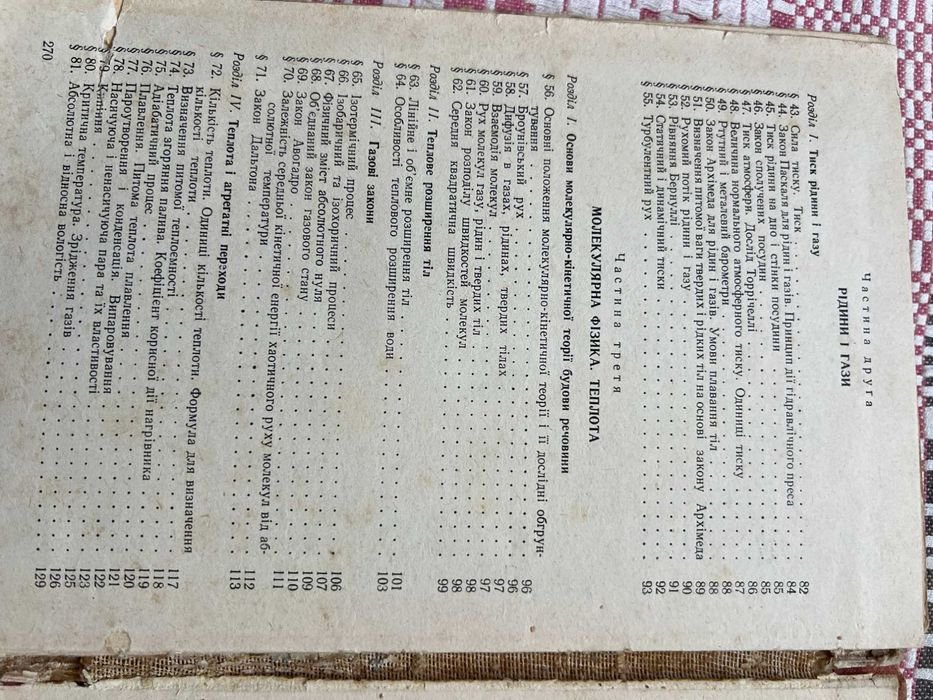 Частина друга
РІДИНИ І ГАЗИ
Розділ I. Тиск рідини і газу
§ 43. Сила тиску. Тиск . . . 82
§ 44. Закон Паскаля для рідин і газів. Принцип дії гідравлічного преса 84
§ 45. Тиск рідини на дно і стінки посудини . . . 85
§ 46. Закон сполучених посудин . . . 85
§ 47. Тиск атмосфери. Дослід Торрічеллі . . . 86
§ 48. Величина нормального атмосферного тиску. Одиниці тиску 87
§ 49. Ртутний і металевий барометри . . . 88
§ 50. Закон Архімеда для рідин і газів. Умови плавання тіл . . . 88
§ 51. Визначення питомої ваги твердих і рідких тіл на основі закону Архімеда 89
§ 52. Рухомий потік рідини і газу . . . 90
§ 53. Рівняння Бернуллі . . . 91
§ 54. Статичний і динамічний тиски . . . 92
§ 55. Турбулентний рух . . . 93
Частина третя
МОЛЕКУЛЯРНА ФІЗИКА. ТЕПЛОТА
Розділ I. Основи молекулярно-кінетичної теорії будови речовини
§ 56. Основні положення молекулярно-кінетичної теорії і її дослідні обгрун-
тування . . . 96
§ 57. Броунівський рух . . . 96
§ 58. Дифузія в газах, рідинах, твердих тілах . . . 96
§ 59. Взаємодія молекул . . . 97
§ 60. Рух молекул газу, рідин і твердих тіл . . . 97
§ 61. Закон розподілу швидкостей молекул . . . 98
§ 62. Середня квадратична швидкість . . . 99
Розділ II. Теплове розширення тіл
§ 63. Лінійне і об'ємне розширення тіл . . . 101
§ 64. Особливості теплового розширення води . . . 103
Розділ III. Газові закони
§ 65. Ізотермічний процес . . .
§ 66. Ізобаричний та ізохоричний процеси . . . 106
§ 67. Фізичний зміст абсолютного нуля . . . 107
§ 68. Об'єднаний закон газового стану . . . 109
§ 69. Закон Авогадро . . . 110
§ 70. Залежність середньої кінетичної енергії хаотичного руху молекул від аб-
солютної температури . . . 111
§ 71. Закон Дальтона . . . 112
Розділ IV. Теплота і агрегатні переходи 113
§ 72. Кількість теплоти. Одиниці кількості теплоти. Формула для визначення
кількості теплоти . . .
§ 73. Визначення питомої теплоємності . . . 117
§ 74. Теплота згоряння палива. Коефіцієнт корисної дії нагрівника 118
§ 75. Адіабатичний процес . . . 119
§ 76. Плавлення. Питома теплота плавлення . . . 120
§ 77. Пароутворення і конденсація. Випаровування . . . 121
§ 78. Насичуюча і ненасичуюча пара та їх властивості . . . 122
§ 79. Кипіння . . . 123
§ 80. Критична температура. Зрідження газів . . . 125
§ 81. Абсолютна і відносна вологість . . . 126
129
270